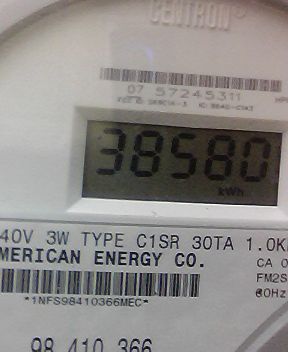 CENTRON®
07 57245311
38580
kWh
40V 3W TYPE C1SR 30TA 1.0K
MERICAN ENERGY CO.
CA 0
FM2S
60Hz
*1NFS98410366MEC*
98 410 366